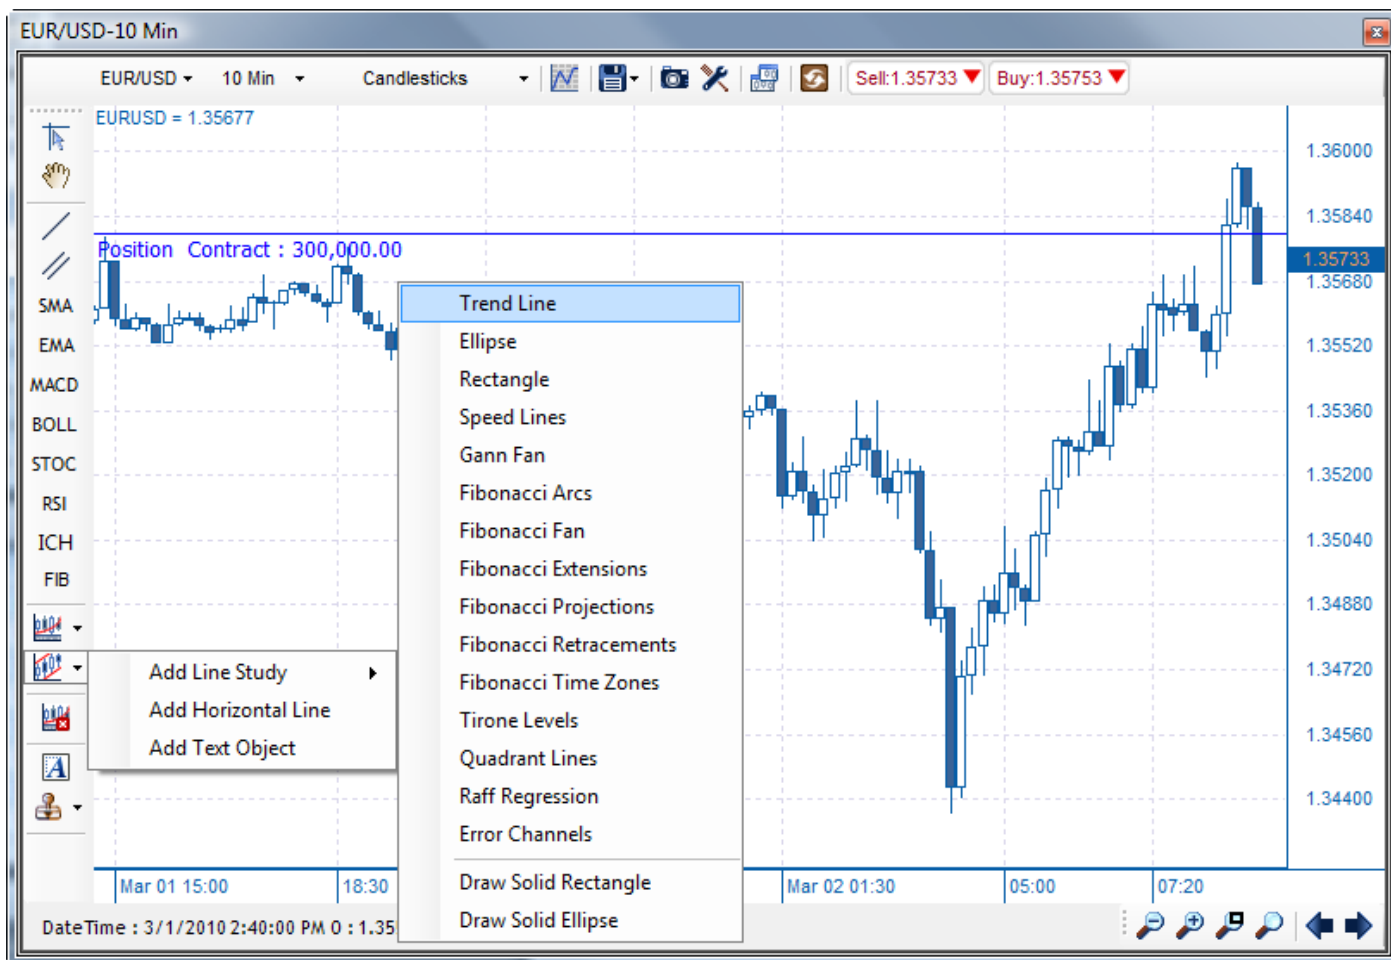 EUR/USD-10 Min
EUR/USD 10 Min Candlesticks Sell:1.35733 Buy:1.35753
EURUSD = 1.35677
Position Contract : 300,000.00
SMA
EMA
MACD
BOLL
STOC
RSI
ICH
FIB
A
Add Line Study
Add Horizontal Line
Add Text Object
Trend Line
Ellipse
Rectangle
Speed Lines
Gann Fan
Fibonacci Arcs
Fibonacci Fan
Fibonacci Extensions
Fibonacci Projections
Fibonacci Retracements
Fibonacci Time Zones
Tirone Levels
Quadrant Lines
Raff Regression
Error Channels
Draw Solid Rectangle
Draw Solid Ellipse
1.36000
1.35840
1.35733
1.35680
1.35520
1.35360
1.35200
1.35040
1.34880
1.34720
1.34560
1.34400
Mar 01 15:00 18:30 Mar 02 01:30 05:00 07:20
DateTime : 3/1/2010 2:40:00 PM O : 1.35